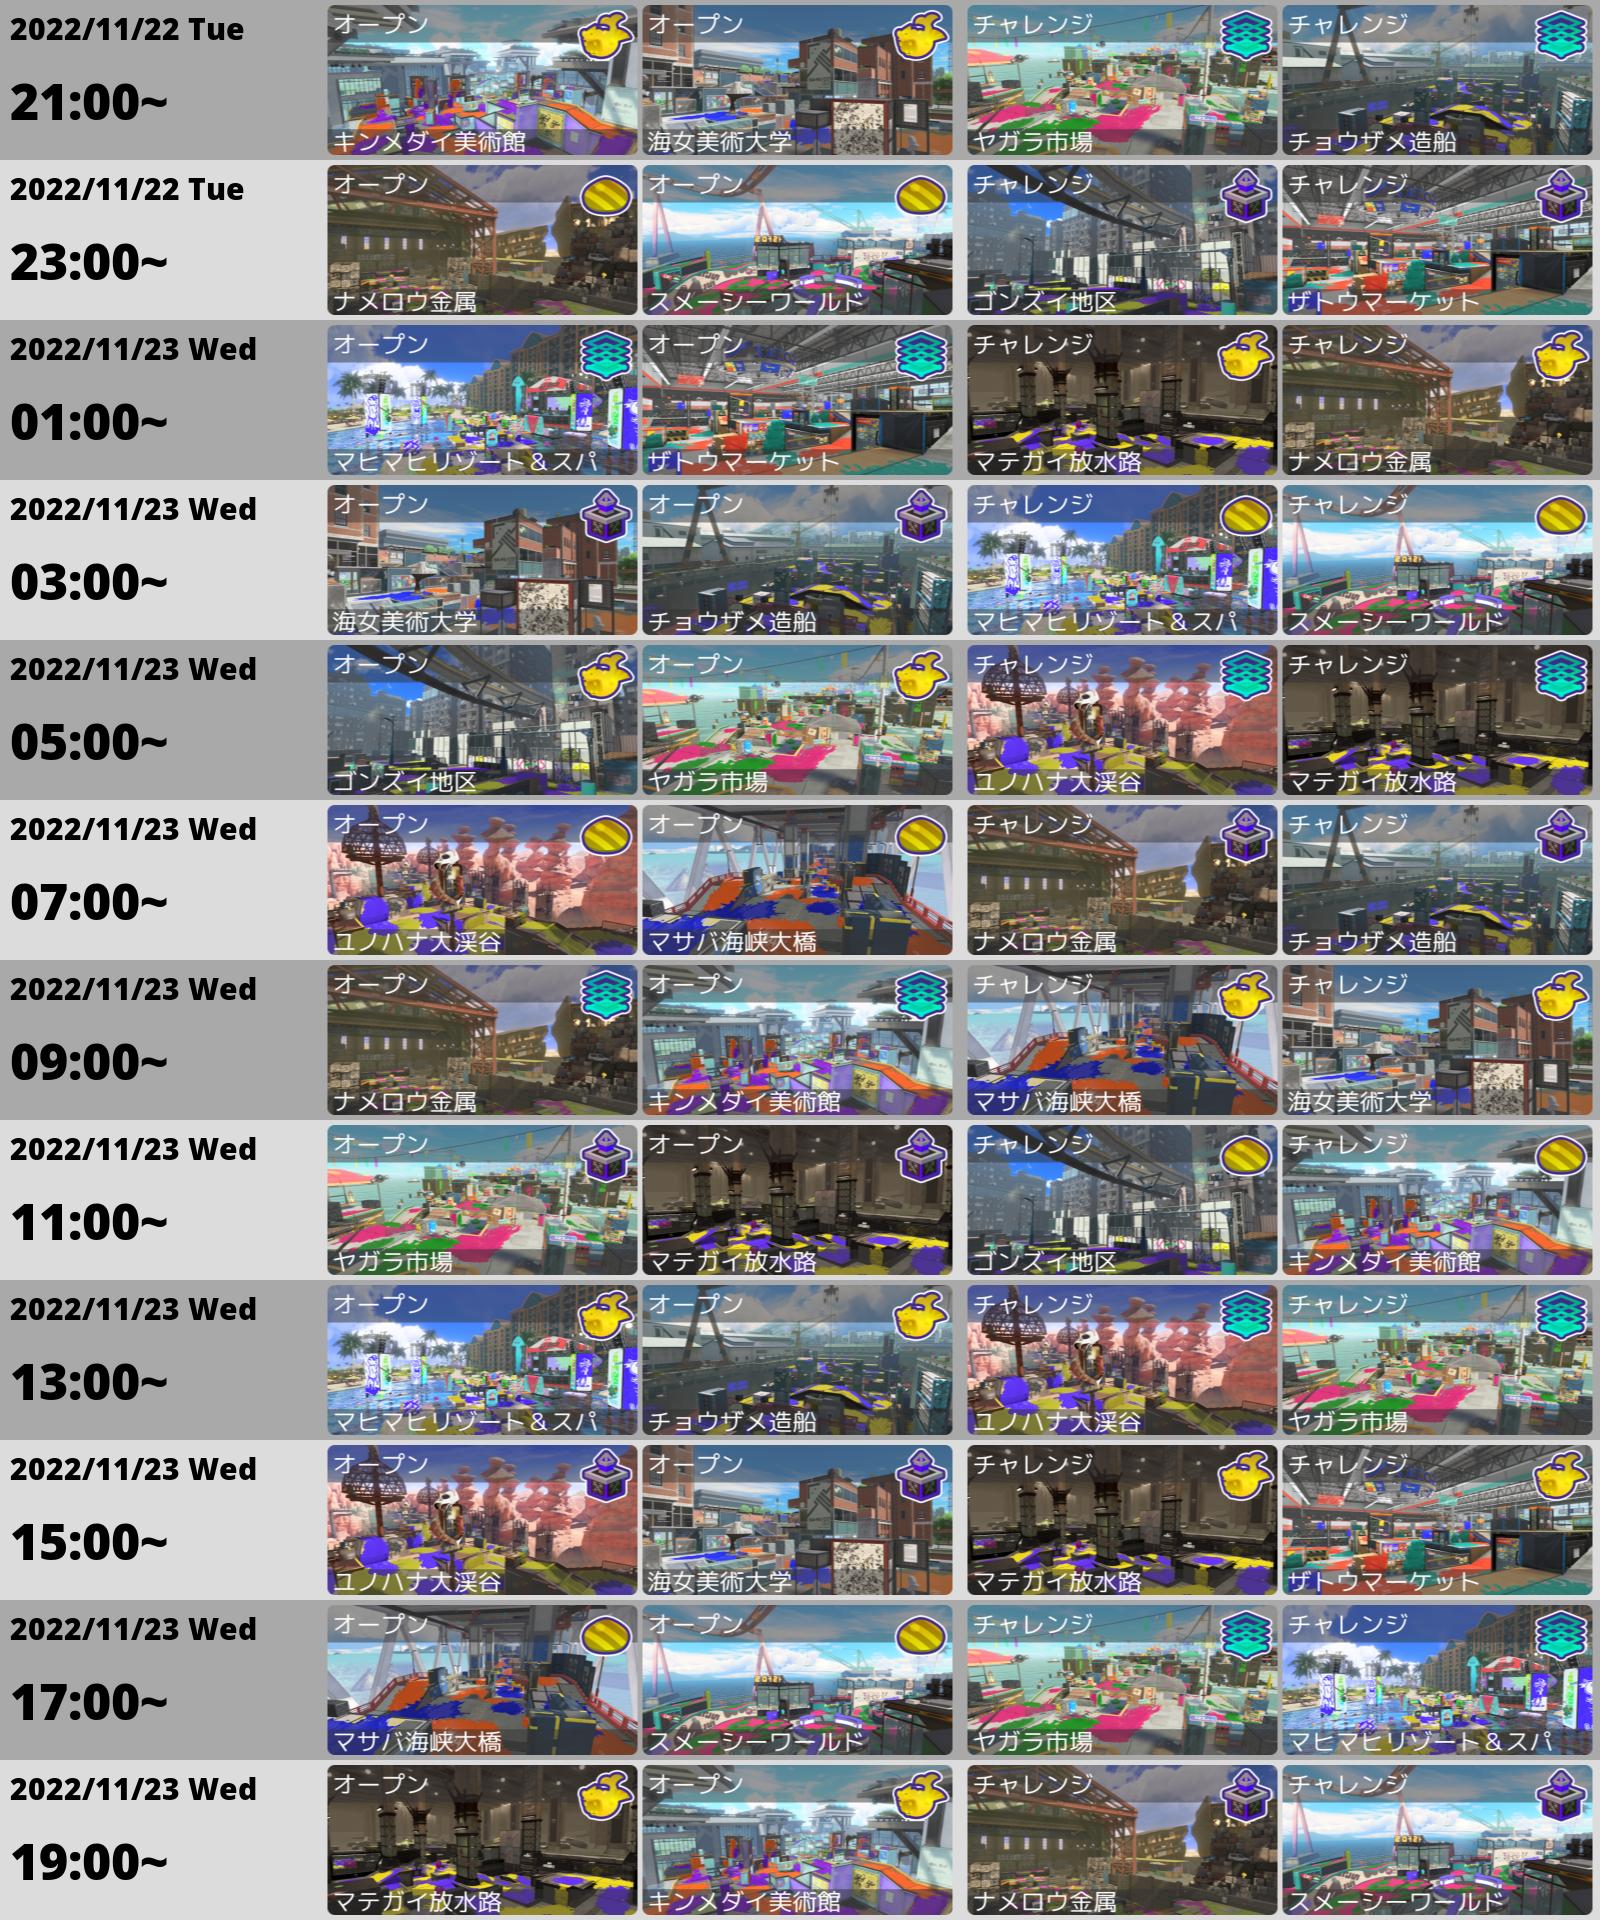 2022/11/22 Tue
21:00~
オープン
キンメダイ美術館
オープン
海女美術大学
チャレンジ
ヤガラ市場
チャレンジ
チョウザメ造船
2022/11/22 Tue
23:00~
オープン
ナメロウ金属
オープン
スメーシーワールド
チャレンジ
ゴンズイ地区
チャレンジ
ザトウマーケット
2022/11/23 Wed
01:00~
オープン
マヒマヒリゾート&スパ
オープン
ザトウマーケット
チャレンジ
マテガイ放水路
チャレンジ
ナメロウ金属
2022/11/23 Wed
03:00~
オープン
海女美術大学
オープン
チョウザメ造船
チャレンジ
マヒマヒリゾート&スパ
チャレンジ
スメーシーワールド
2022/11/23 Wed
05:00~
オープン
ゴンズイ地区
オープン
ヤガラ市場
チャレンジ
ユノハナ大渓谷
チャレンジ
マテガイ放水路
2022/11/23 Wed
07:00~
オープン
ユノハナ大渓谷
オープン
マサバ海峡大橋
チャレンジ
ナメロウ金属
チャレンジ
チョウザメ造船
2022/11/23 Wed
09:00~
オープン
ナメロウ金属
オープン
キンメダイ美術館
チャレンジ
マサバ海峡大橋
チャレンジ
海女美術大学
2022/11/23 Wed
11:00~
オープン
ヤガラ市場
オープン
マテガイ放水路
チャレンジ
ゴンズイ地区
チャレンジ
キンメダイ美術館
2022/11/23 Wed
13:00~
オープン
マヒマヒリゾート&スパ
オープン
チョウザメ造船
チャレンジ
ユノハナ大渓谷
チャレンジ
ヤガラ市場
2022/11/23 Wed
15:00~
オープン
ユノハナ大渓谷
オープン
海女美術大学
チャレンジ
マテガイ放水路
チャレンジ
ザトウマーケット
2022/11/23 Wed
17:00~
オープン
マサバ海峡大橋
オープン
スメーシーワールド
チャレンジ
ヤガラ市場
チャレンジ
マヒマヒリゾート&スパ
2022/11/23 Wed
19:00~
オープン
マテガイ放水路
オープン
キンメダイ美術館
チャレンジ
ナメロウ金属
チャレンジ
スメーシーワールド